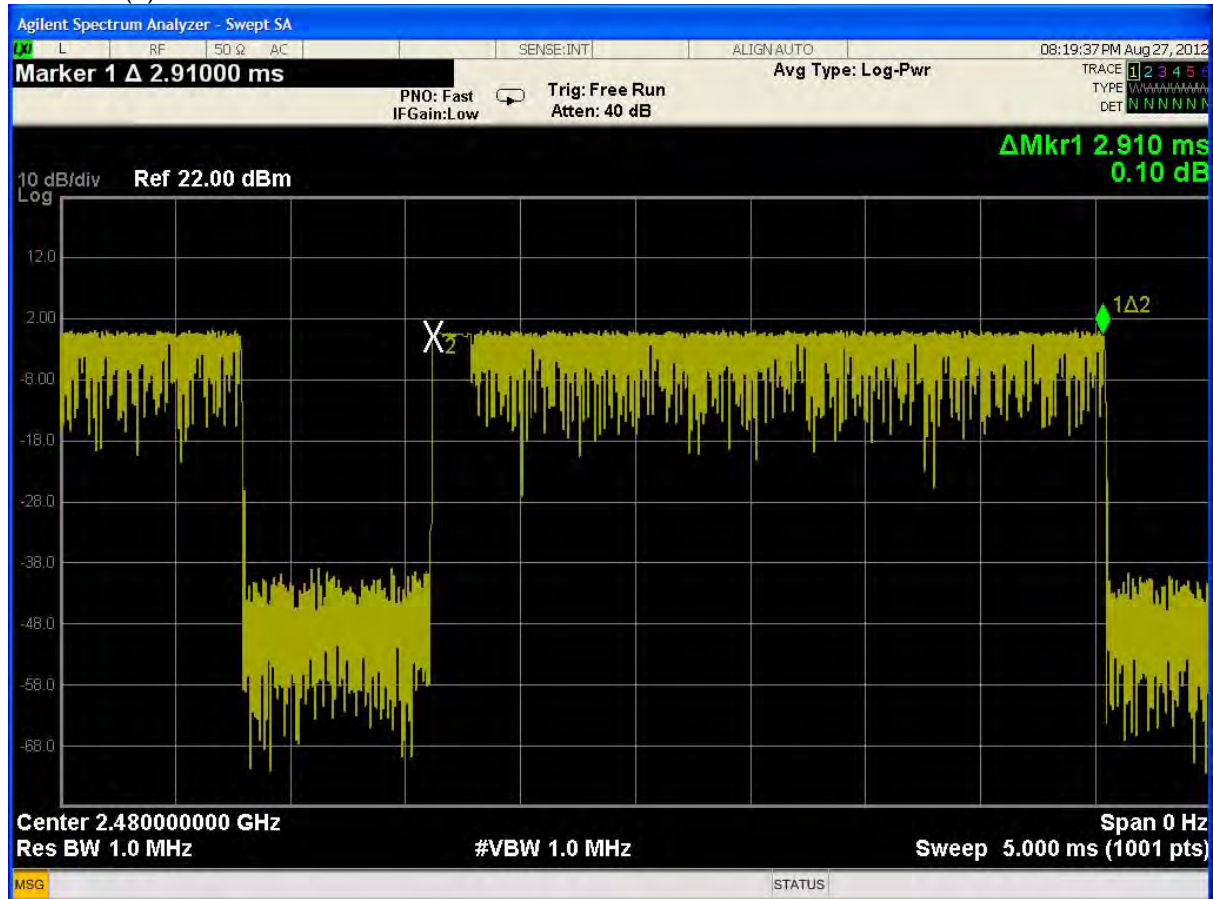 Agilent Spectrum Analyzer - Swept SA
LXI L RF 50 Ω AC SENSE:INT ALIGN AUTO 08:19:37 PM Aug 27, 2012
Marker 1 Δ 2.91000 ms
Avg Type: Log-Pwr
TRACE 1 2 3 4 5 6
PNO: Fast Trig: Free Run
TYPE
IFGain:Low Atten: 40 dB
DET N N N N N N
ΔMkr1 2.910 ms
0.10 dB
10 dB/div Ref 22.00 dBm
Log
12.0
2.00
1Δ2
X2
-8.00
-18.0
-28.0
-38.0
-48.0
-58.0
-68.0
Center 2.480000000 GHz Span 0 Hz
Res BW 1.0 MHz #VBW 1.0 MHz Sweep 5.000 ms (1001 pts)
MSG STATUS